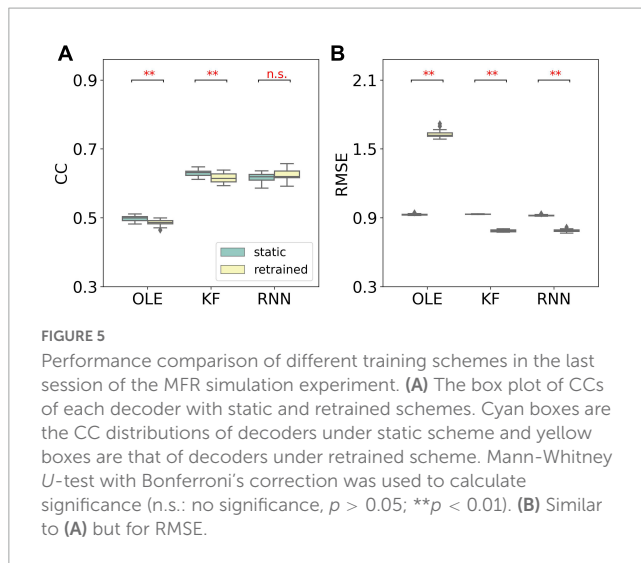 A
B
** ** n.s.
** ** **
0.9
0.7
0.5
0.3
CC
static
retrained
OLE KF RNN
2.1
1.5
0.9
0.3
RMSE
OLE KF RNN
FIGURE 5
Performance comparison of different training schemes in the last
session of the MFR simulation experiment. (A) The box plot of CCs
of each decoder with static and retrained schemes. Cyan boxes are
the CC distributions of decoders under static scheme and yellow
boxes are that of decoders under retrained scheme. Mann-Whitney
U-test with Bonferroni's correction was used to calculate
significance (n.s.: no significance, p > 0.05; **p < 0.01). (B) Similar
to (A) but for RMSE.